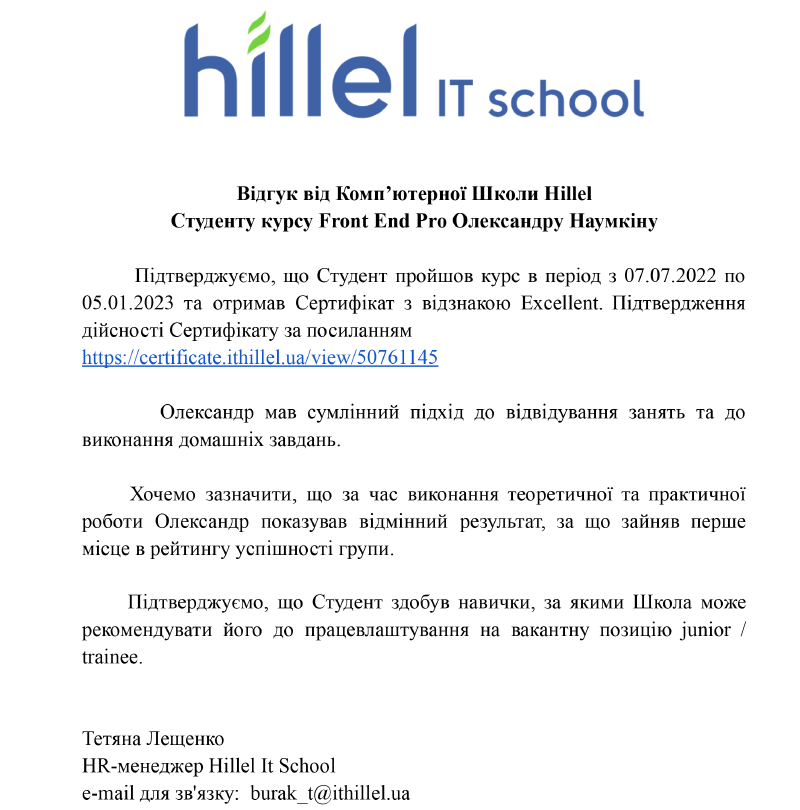 hillel IT school
Відгук від Комп’ютерної Школи Hillel
Студенту курсу Front End Pro Олександру Наумкіну
Підтверджуємо, що Студент пройшов курс в період з 07.07.2022 по
05.01.2023 та отримав Сертифікат з відзнакою Excellent. Підтвердження
дійсності Сертифікату за посиланням
https://certificate.ithillel.ua/view/50761145
Олександр мав сумлінний підхід до відвідування занять та до
виконання домашніх завдань.
Хочемо зазначити, що за час виконання теоретичної та практичної
роботи Олександр показував відмінний результат, за що зайняв перше
місце в рейтингу успішності групи.
Підтверджуємо, що Студент здобув навички, за якими Школа може
рекомендувати його до працевлаштування на вакантну позицію junior /
trainee.
Тетяна Лещенко
HR-менеджер Hillel It School
e-mail для зв'язку: burak_t@ithillel.ua